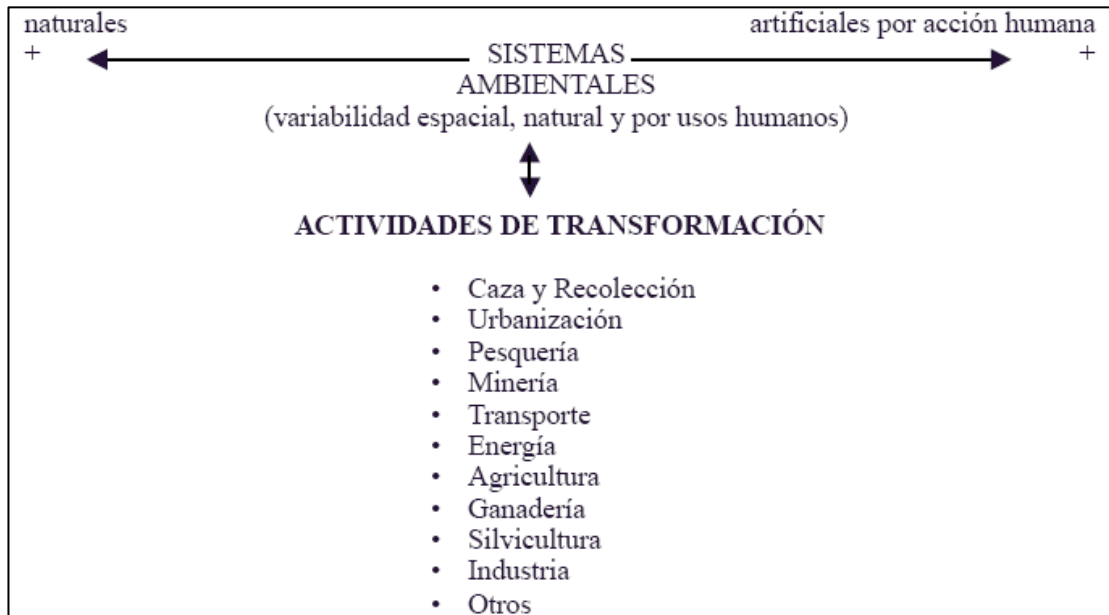 naturales artificiales por acción humana
+ SISTEMAS +
AMBIENTALES
(variabilidad espacial, natural y por usos humanos)
ACTIVIDADES DE TRANSFORMACIÓN
• Caza y Recolección
• Urbanización
• Pesquería
• Minería
• Transporte
• Energía
• Agricultura
• Ganadería
• Silvicultura
• Industria
• Otros